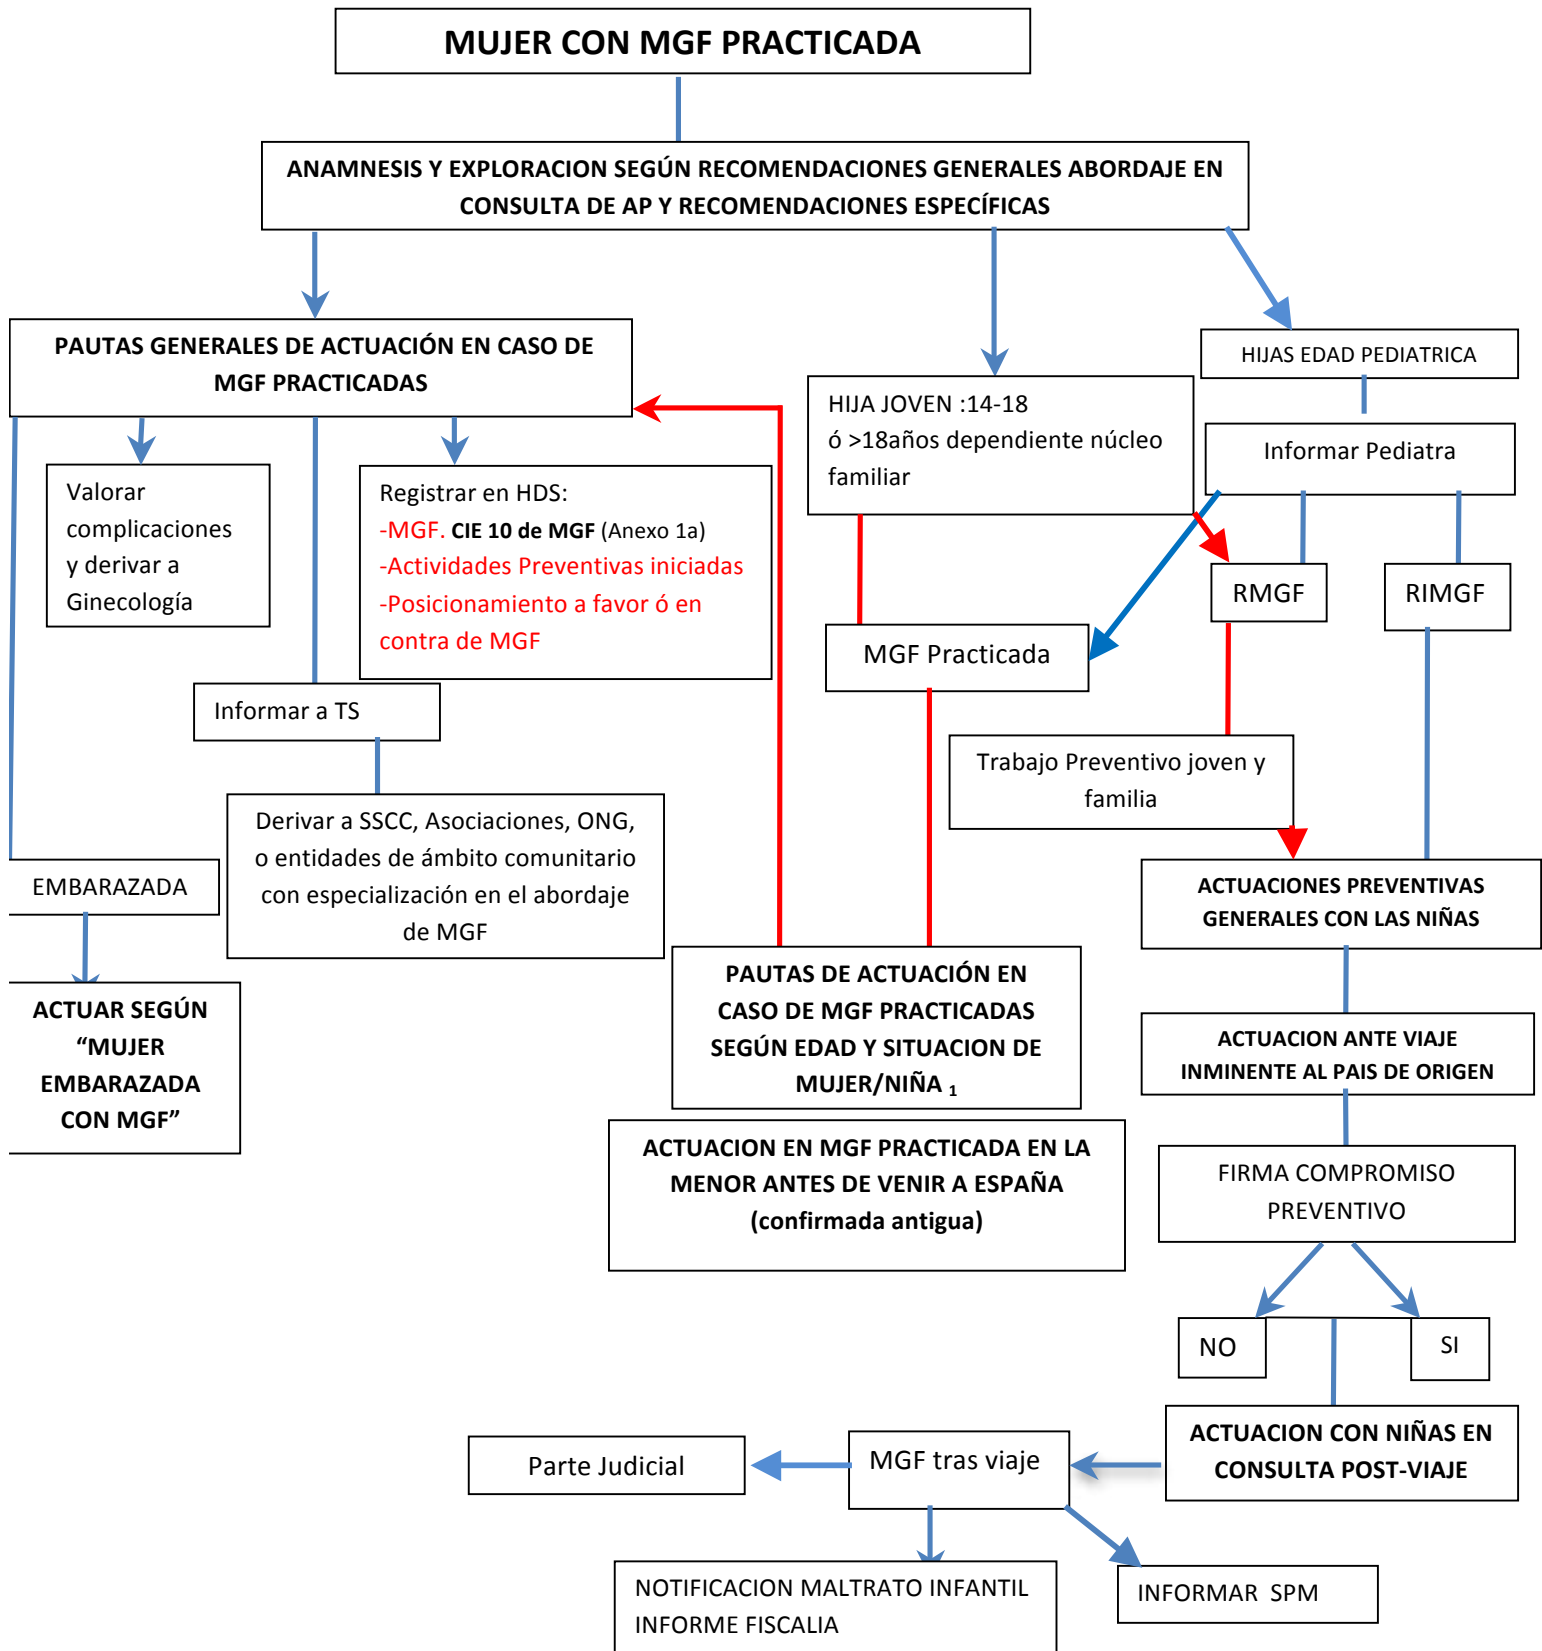 MUJER CON MGF PRACTICADA
ANAMNESIS Y EXPLORACION SEGÚN RECOMENDACIONES GENERALES ABORDAJE EN
CONSULTA DE AP Y RECOMENDACIONES ESPECÍFICAS
PAUTAS GENERALES DE ACTUACIÓN EN CASO DE
MGF PRACTICADAS
HIJAS EDAD PEDIATRICA
HIJA JOVEN :14-18
ó >18años dependiente núcleo
familiar
Informar Pediatra
Valorar
complicaciones
y derivar a
Ginecología
Registrar en HDS:
-MGF. CIE 10 de MGF (Anexo 1a)
-Actividades Preventivas iniciadas
-Posicionamiento a favor ó en
contra de MGF
RMGF
RIMGF
MGF Practicada
Informar a TS
Trabajo Preventivo joven y
familia
Derivar a SSCC, Asociaciones, ONG,
o entidades de ámbito comunitario
con especialización en el abordaje
de MGF
EMBARAZADA
ACTUACIONES PREVENTIVAS
GENERALES CON LAS NIÑAS
ACTUAR SEGÚN
“MUJER
EMBARAZADA
CON MGF”
PAUTAS DE ACTUACIÓN EN
CASO DE MGF PRACTICADAS
SEGÚN EDAD Y SITUACION DE
MUJER/NIÑA 1
ACTUACION ANTE VIAJE
INMINENTE AL PAIS DE ORIGEN
ACTUACION EN MGF PRACTICADA EN LA
MENOR ANTES DE VENIR A ESPAÑA
(confirmada antigua)
FIRMA COMPROMISO
PREVENTIVO
NO
SI
ACTUACION CON NIÑAS EN
CONSULTA POST-VIAJE
MGF tras viaje
Parte Judicial
NOTIFICACION MALTRATO INFANTIL
INFORME FISCALIA
INFORMAR SPM